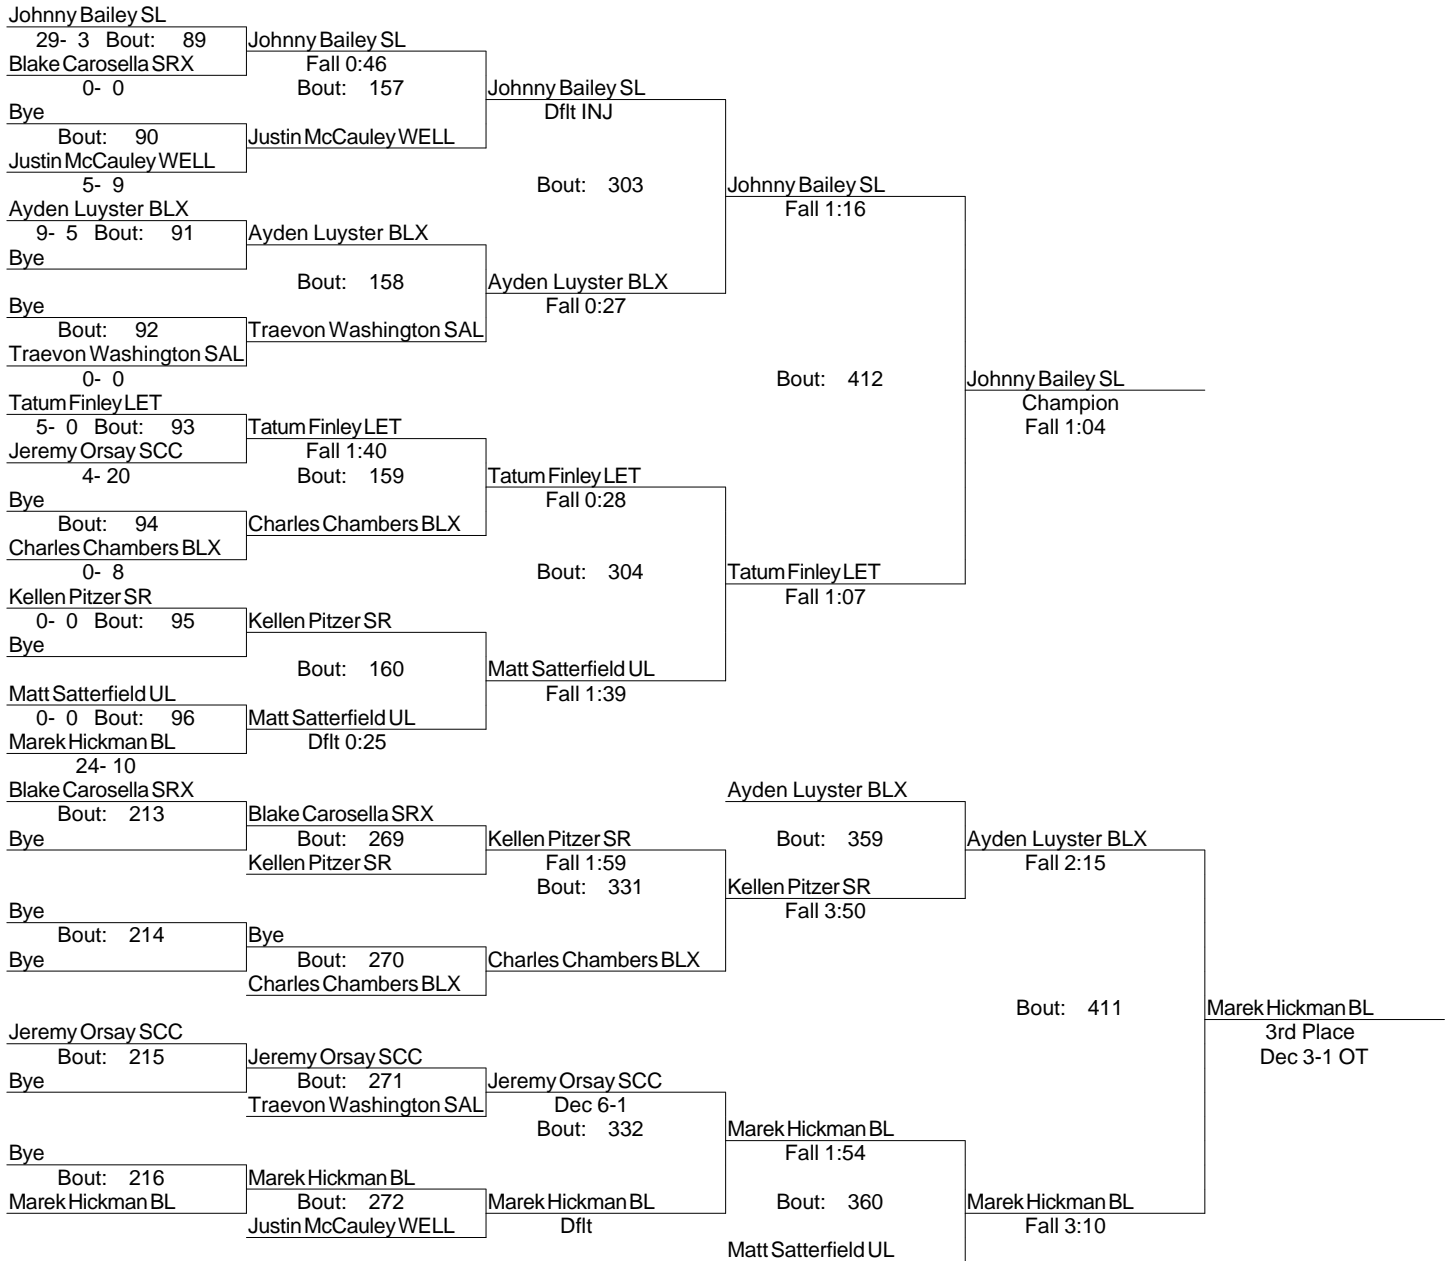 Johnny Bailey SL
29- 3 Bout: 89 Johnny Bailey SL
Blake Carosella SRX Fall 0:46
0- 0 Bout: 157 Johnny Bailey SL
Bye Dflt INJ
Bout: 90 Justin McCauley WELL
Justin McCauley WELL
5- 9 Bout: 303 Johnny Bailey SL
Ayden Luyster BLX Fall 1:16
9- 5 Bout: 91 Ayden Luyster BLX
Bye
Bout: 158 Ayden Luyster BLX
Bye Fall 0:27
Bout: 92 Traevon Washington SAL
Traevon Washington SAL
0- 0 Bout: 412 Johnny Bailey SL
Tatum Finley LET Champion
5- 0 Bout: 93 Tatum Finley LET Fall 1:04
Jeremy Orsay SCC Fall 1:40
4- 20 Bout: 159 Tatum Finley LET
Bye Fall 0:28
Bout: 94 Charles Chambers BLX
Charles Chambers BLX
0- 8 Bout: 304 Tatum Finley LET
Kellen Pitzer SR Fall 1:07
0- 0 Bout: 95 Kellen Pitzer SR
Bye
Bout: 160 Matt Satterfield UL
Matt Satterfield UL Fall 1:39
0- 0 Bout: 96 Matt Satterfield UL
Marek Hickman BL Dflt 0:25
24- 10
Blake Carosella SRX Ayden Luyster BLX
Bout: 213 Blake Carosella SRX
Bye Bout: 269 Kellen Pitzer SR Bout: 359 Ayden Luyster BLX
Kellen Pitzer SR Fall 1:59 Fall 2:15
Bout: 331 Kellen Pitzer SR
Bye Fall 3:50
Bout: 214 Bye
Bye Bout: 270 Charles Chambers BLX
Charles Chambers BLX
Bout: 411 Marek Hickman BL
Jeremy Orsay SCC 3rd Place
Bout: 215 Jeremy Orsay SCC Dec 3-1 OT
Bye Bout: 271 Jeremy Orsay SCC
Traevon Washington SAL Dec 6-1
Bout: 332 Marek Hickman BL
Bye Fall 1:54
Bout: 216 Marek Hickman BL
Marek Hickman BL Bout: 272 Marek Hickman BL Bout: 360 Marek Hickman BL
Justin McCauley WELL Dflt Fall 3:10
Matt Satterfield UL